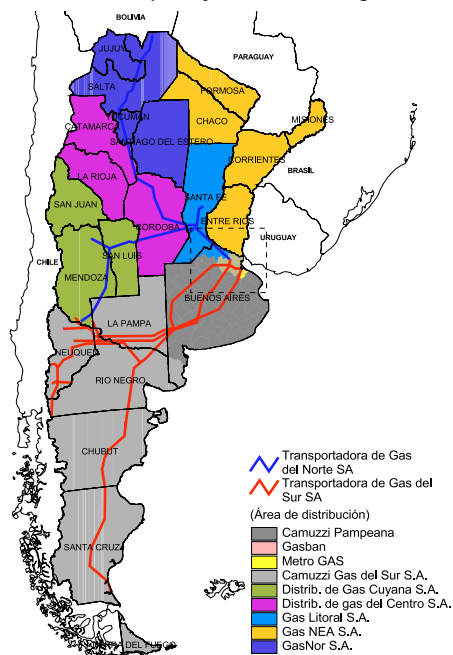 BOLIVIA
JUJUY
PARAGUAY
SALTA
FORMOSA
TUCUMAN
CHACO
MISIONES
CATAMARCA
SANTIAGO DEL ESTERO
CORRIENTES
LA RIOJA
BRASIL
SANTA FE
SAN JUAN
ENTRE RIOS
CORDOBA
URUGUAY
SAN LUIS
CHILE
MENDOZA
BUENOS AIRES
LA PAMPA
NEUQUEN
RIO NEGRO
CHUBUT
SANTA CRUZ
Transportadora de Gas
del Norte SA
Transportadora de Gas del
Sur SA
(Área de distribución)
Camuzzi Pampeana
Gasban
Metro GAS
Camuzzi Gas del Sur S.A.
Distrib. de Gas Cuyana S.A.
Distrib. de gas del Centro S.A.
Gas Litoral S.A.
Gas NEA S.A.
GasNor S.A.